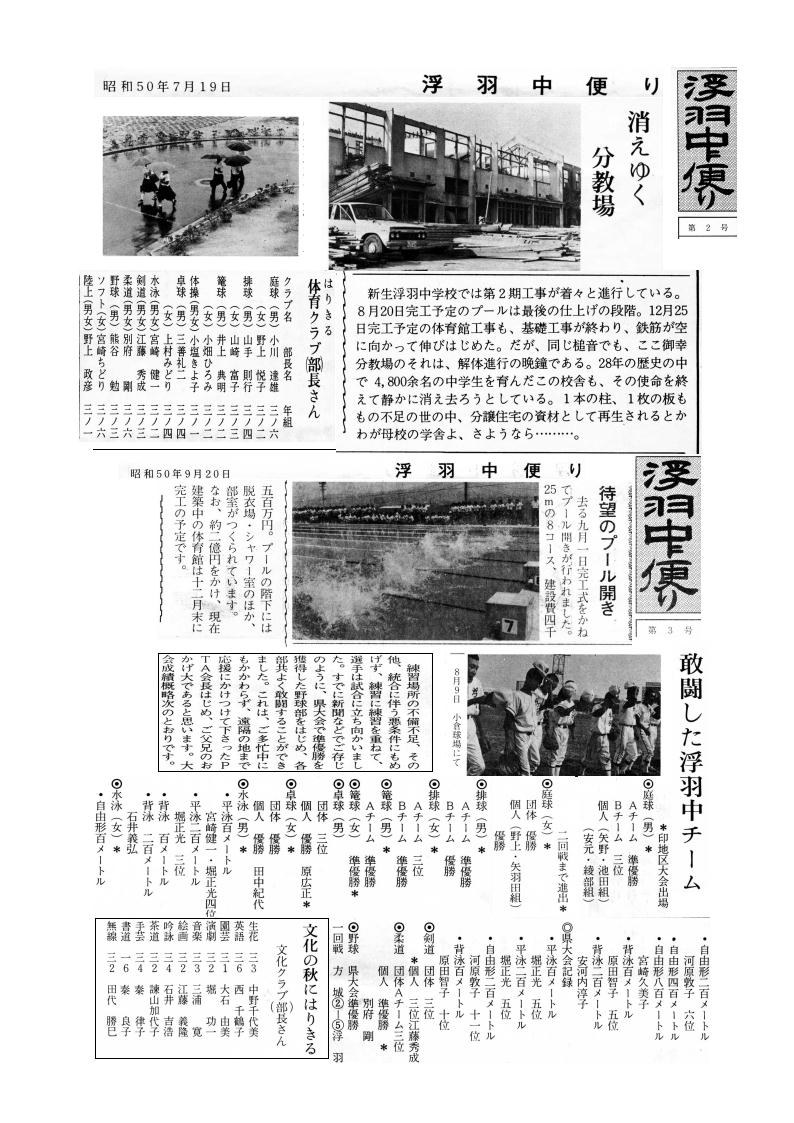 昭和50年7月19日
浮羽中便り
浮羽中便り
第2号
消えゆく
分教場
新生浮羽中学校では第２期工事が着々と進行している。
８月20日完工予定のプールは最後の仕上げの段階。12月25
日完工予定の体育館工事も、基礎工事が終わり、鉄筋が空
に向かって伸びはじめた。だが、同じ槌音でも、ここ御幸
分教場のそれは、解体進行の晩鐘である。28年の歴史の中
で 4,800余名の中学生を育んだこの校舎も、その使命を終
えて静かに消え去ろうとしている。１本の柱、１枚の板も
もの不足の世の中、分譲住宅の資材として再生されるとか
わが母校の学舎よ、さようなら………。
はりきる
体育クラブ(部)長さん
クラブ名 部長名 年組
庭球（男）小川 達雄 三ノ六
（女）野上 悦子 三ノ二
排球（男）山手 則行 三ノ四
（女）山崎 富子 三ノ三
篭球（男）井上 典明 三ノ二
（女）小畑ひろみ 三ノ二
体操（男女）小塩きよ子 三ノ一
卓球（男）三善礼二 三ノ四
（女）上村みどり 三ノ四
水泳（男女）宮崎 健一 三ノ二
剣道（男女）江藤 秀成 三ノ三
柔道（男女）別府 剛 三ノ六
野球（男）熊谷 勉 三ノ三
ソフト（女）宮崎ちどり 三ノ六
陸上（男女）野上 政彦 三ノ一
昭和50年9月20日
浮羽中便り
浮羽中便り
第3号
待望のプール開き
去る九月一日完工式をかね
てプール開きが行われました。
25mの８コース、建設費四千
五百万円。プールの階下には
脱衣場・シャワー室のほか、
部室がつくられています。
なお、約二億円をかけ、現在
建築中の体育館は十二月末に
完工の予定です。
7
敢闘した浮羽中チーム
8月9日 小倉球場にて
練習場所の不備不足、その
他、統合に伴う悪条件にもめ
げず、練習に練習を重ねて、
選手は試合に立ち向かいまし
た。すでに新聞などでご存じ
のように、県大会で準優勝を
獲得した野球部をはじめ、各
部共よく敢闘することができ
ました。これは、ご多忙中に
もかかわらず、遠隔の地まで
応援にかけつけて下さったP
TA会長はじめ、ご父兄のお
かげ大であると思います。大
会成績概略次のとおりです。
＊印地区大会出場
◎庭球（男）＊
Ａチーム 準優勝
Ｂチーム 三位
個人（矢野・池田組）
（安元・綾部組）
二回戦まで進出＊
◎庭球（女）＊
団体 優勝
個人（野上・矢羽田組）
優勝
◎排球（男）＊
Ａチーム 準優勝
Ｂチーム 優勝
◎排球（女）＊
Ａチーム 三位
Ｂチーム 準優勝
◎篭球（男）＊
Ａチーム 準優勝
◎篭球（女） 準優勝＊
◎卓球（男）
団体 三位
個人 優勝 原広正＊
◎卓球（女）＊
団体 優勝
個人 優勝 田中紀代
◎水泳（男）＊
・平泳百メートル
宮崎健一・堀正光四位
・平泳二百メートル
堀正光 三位
・背泳 百メートル
・背泳 二百メートル
石井義弘
◎水泳（女）＊
・自由形百メートル
・自由形二百メートル
河原敦子 六位
・自由形四百メートル
・自由形八百メートル
宮崎久美子
・背泳百メートル
原田智子 五位
・背泳二百メートル
安河内淳子
◎県大会記録
・平泳百メートル
堀正光 五位
・平泳二百メートル
堀正光 五位
・自由形二百メートル
河原敦子 十一位
・背泳百メートル
原田智子 十位
◎剣道 団体 三位
＊個人 三位江藤秀成
◎柔道 団体Aチーム三位
個人 準優勝 ＊
別府 剛
◎野球 県大会準優勝
一回戦 方 城②―⑤浮 羽
文化の秋にはりきる
文化クラブ(部)長さん
生花 三３ 中野千代美
英語 三６ 西 千鶴子
園芸 三１ 大石 由美
演劇 三２ 堀 功一
音楽 三３ 三浦 寛
絵画 三２ 江藤 義隆
吟詠 三４ 石井 吉浩
茶道 三２ 諫山加代子
手芸 三４ 秦 律子
書道 一６ 秦 良子
無線 三２ 田代 勝巳